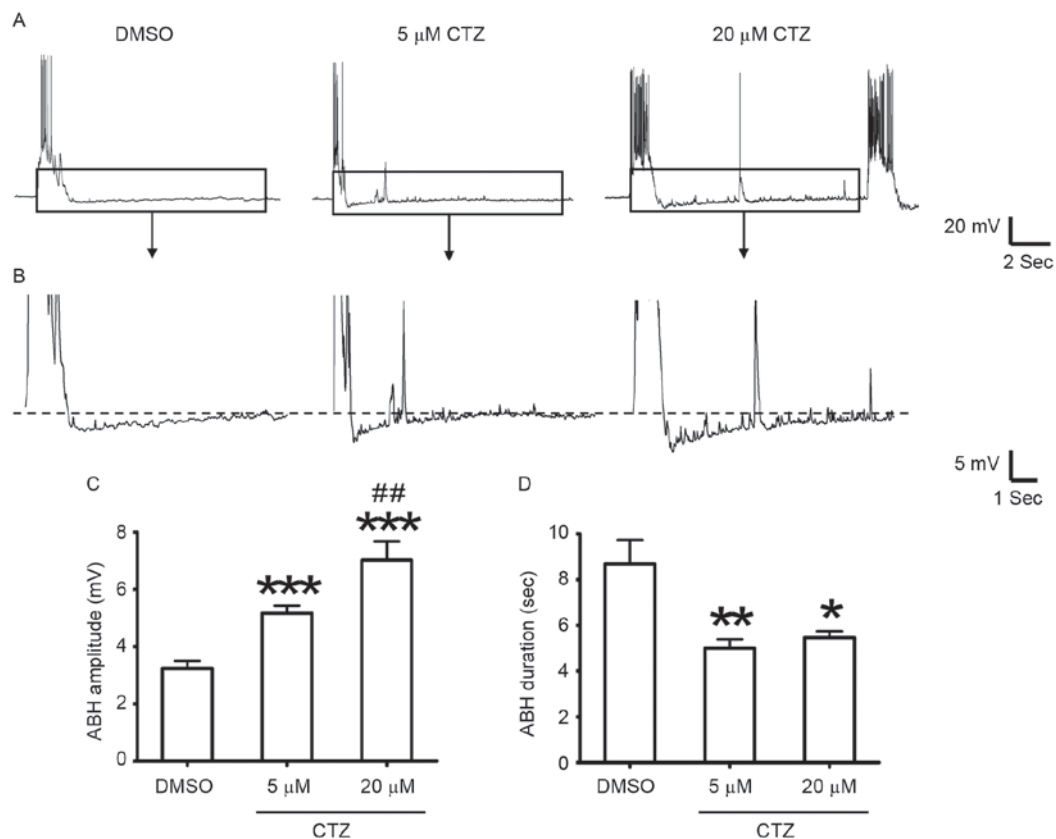 A
DMSO
5 μM CTZ
20 μM CTZ
20 mV
2 Sec
B
5 mV
1 Sec
C
ABH amplitude (mV)
8
6
4
2
0
***
##
***
DMSO
5 μM
20 μM
CTZ
D
ABH duration (sec)
10
8
6
4
2
0
**
*
DMSO
5 μM
20 μM
CTZ